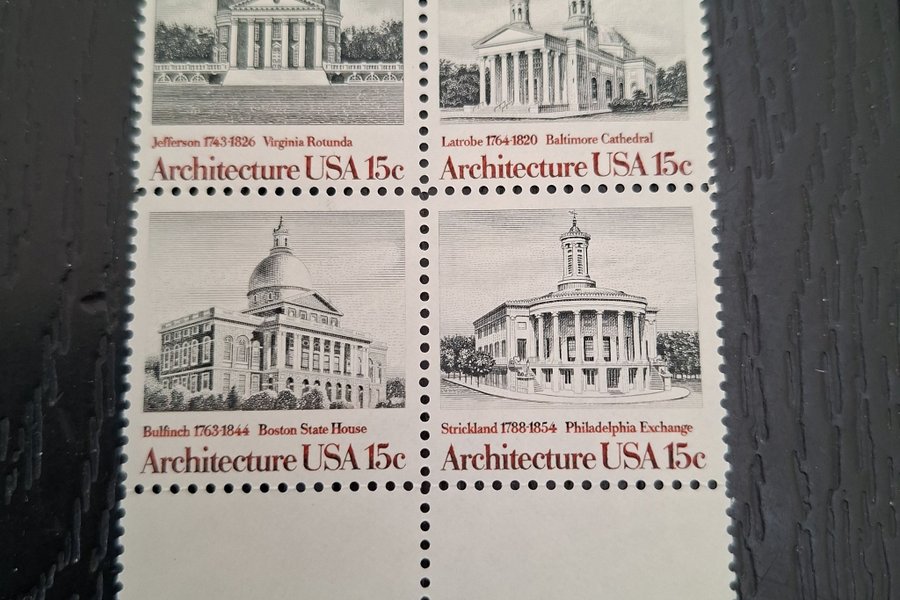 Jefferson 1743-1826 Virginia Rotunda
Architecture USA 15c
Latrobe 1764-1820 Baltimore Cathedral
Architecture USA 15c
Bulfinch 1763-1844 Boston State House
Architecture USA 15c
Strickland 1788-1854 Philadelphia Exchange
Architecture USA 15c